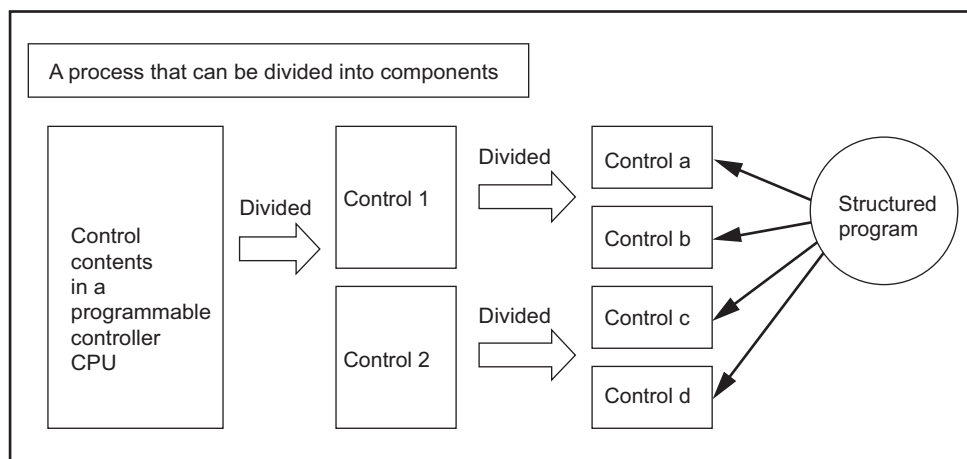 A process that can be divided into components
Control
contents
in a
programmable
controller
CPU
Divided
Control 1
Control 2
Divided
Divided
Control a
Control b
Control c
Control d
Structured
program